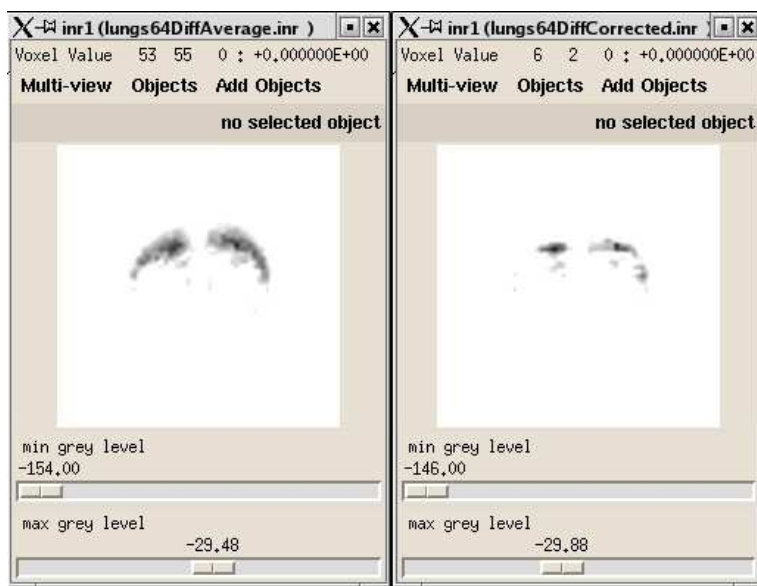 inr1 (lungs64DiffAverage.inr )
Voxel Value 53 55 0 : +0.000000E+00
Multi-view Objects Add Objects
no selected object
min grey level
-154.00
max grey level
-29.48
inr1 (lungs64DiffCorrected.inr )
Voxel Value 6 2 0 : +0.000000E+00
Multi-view Objects Add Objects
no selected object
min grey level
-146.00
max grey level
-29.88